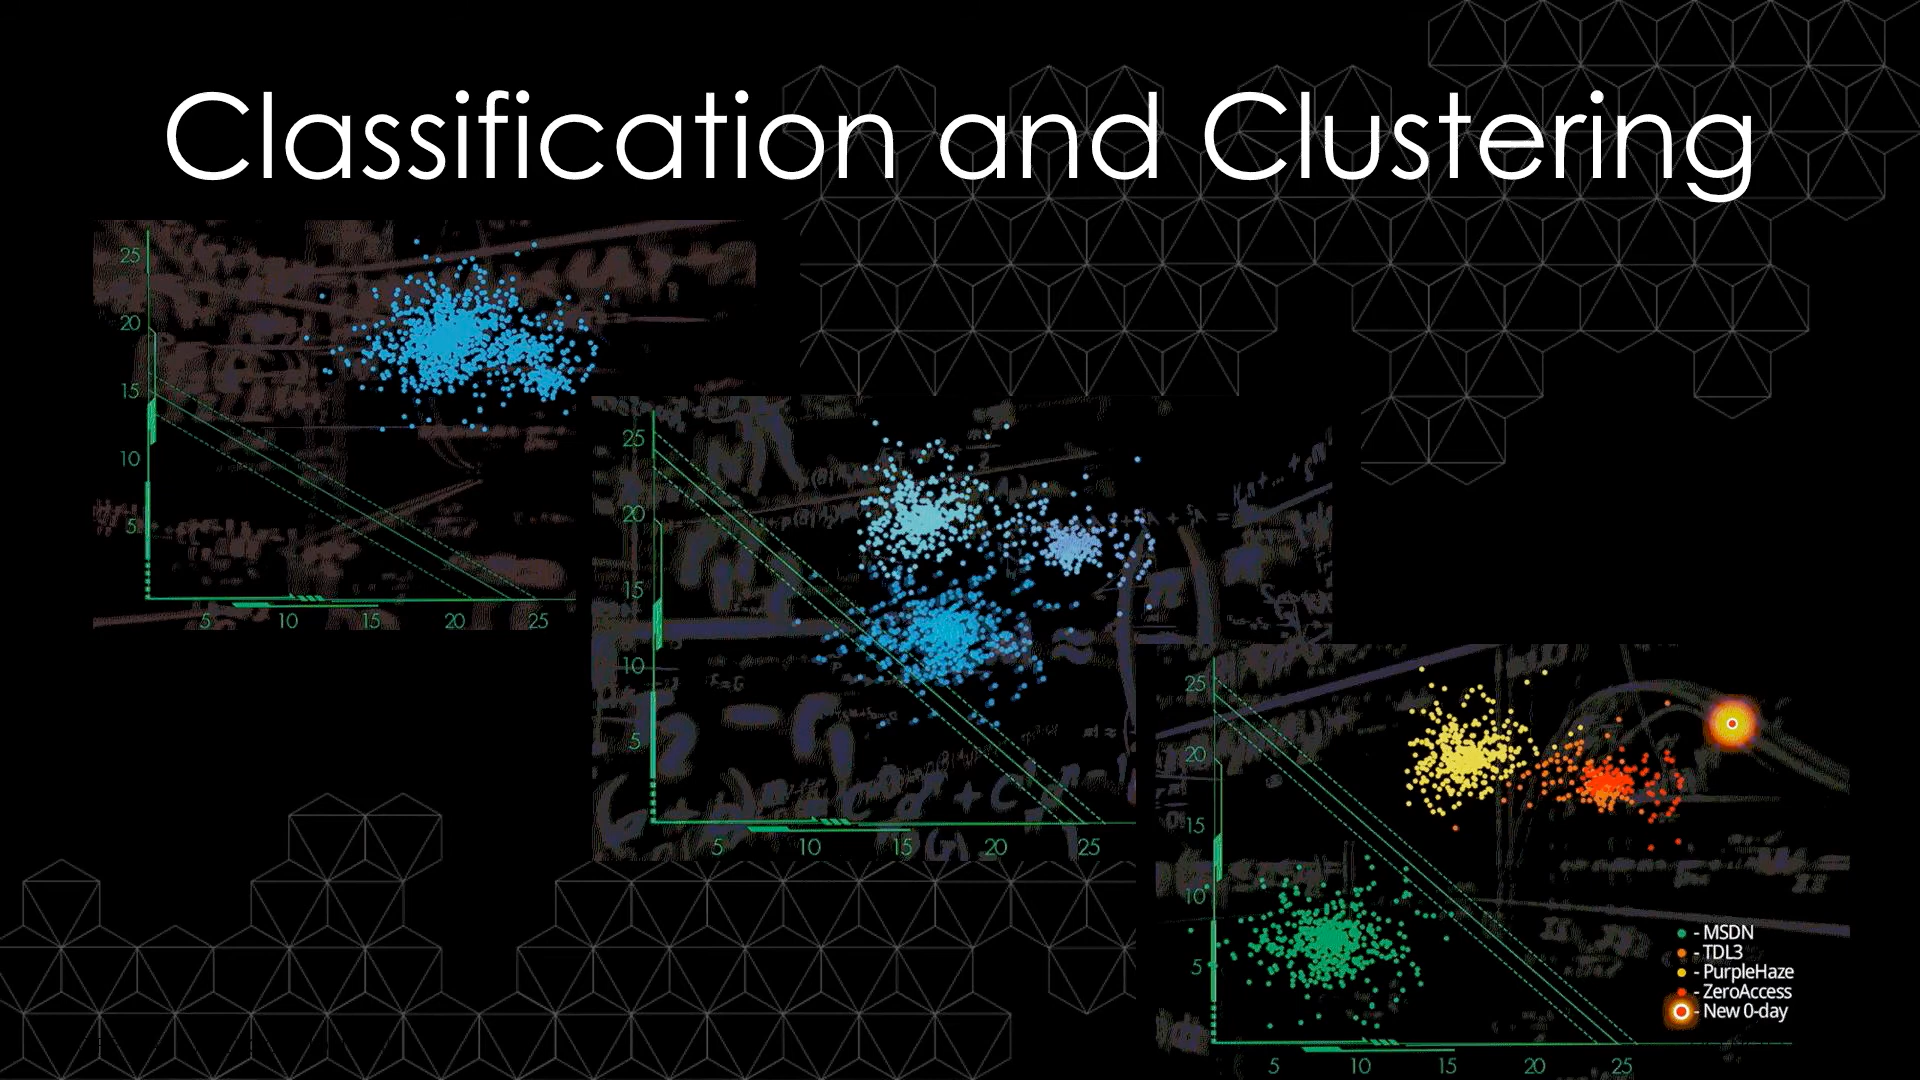 Classification and Clustering
25
20
15
10
5
5 10 15 20 25
25
20
15
10
5
5 10 15 20 25
25
20
15
10
5
5 10 15 20 25
- MSDN
- TDL3
- PurpleHaze
- ZeroAccess
- New 0-day